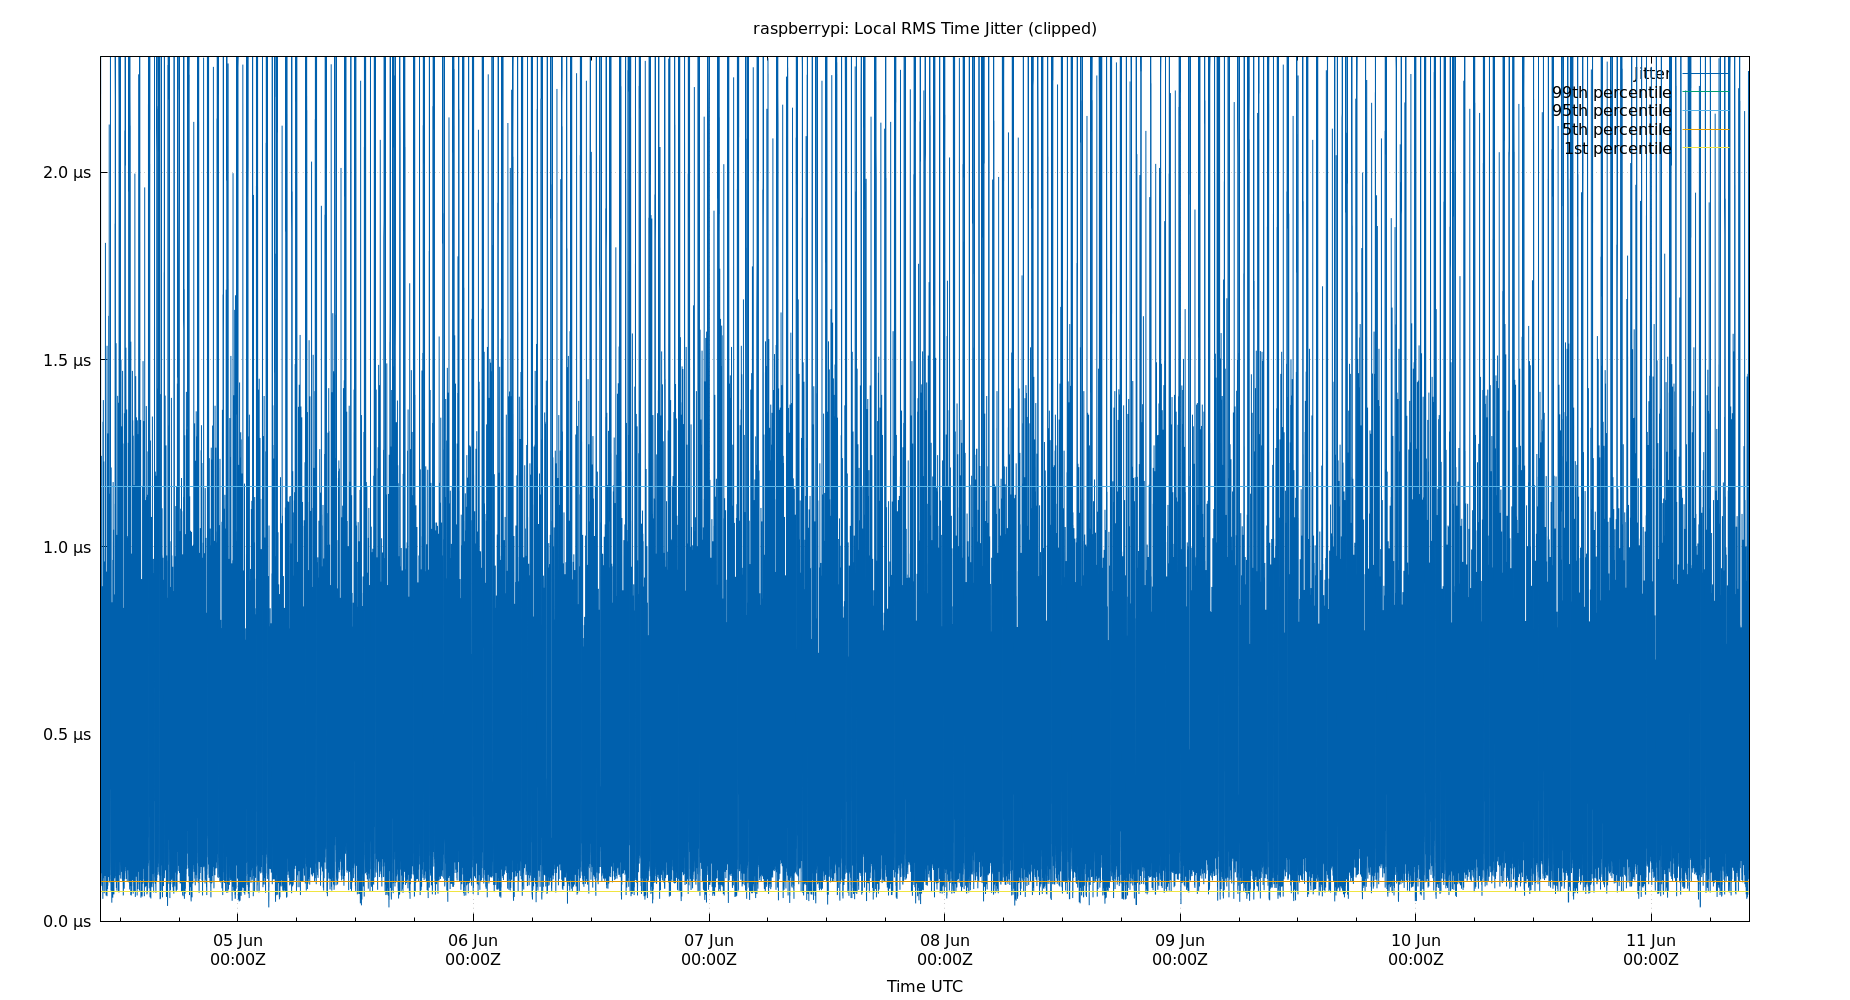 raspberrypi: Local RMS Time Jitter (clipped)
Jitter
99th percentile
95th percentile
5th percentile
1st percentile
2.0 µs
1.5 µs
1.0 µs
0.5 µs
0.0 µs
05 Jun 06 Jun 07 Jun 08 Jun 09 Jun 10 Jun 11 Jun
00:00Z 00:00Z 00:00Z 00:00Z 00:00Z 00:00Z 00:00Z
Time UTC